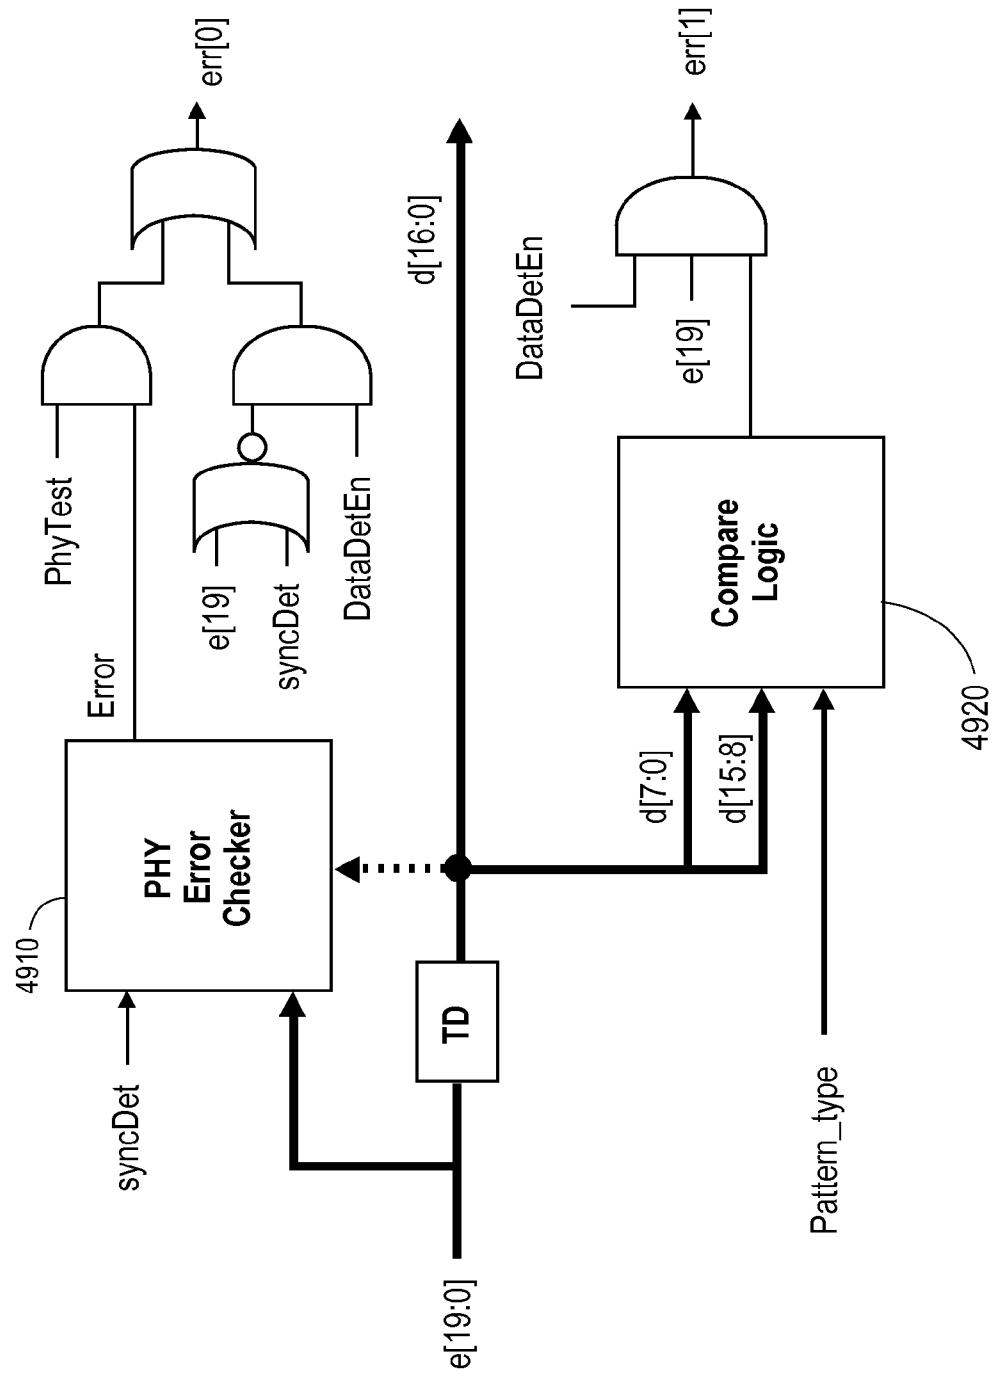 4910
PHY
Error
Checker
syncDet
Error
PhyTest
e[19]
syncDet
DataDetEn
err[0]
e[19:0]
TD
d[16:0]
d[7:0]
d[15:8]
Pattern_type
Compare
Logic
4920
DataDetEn
e[19]
err[1]